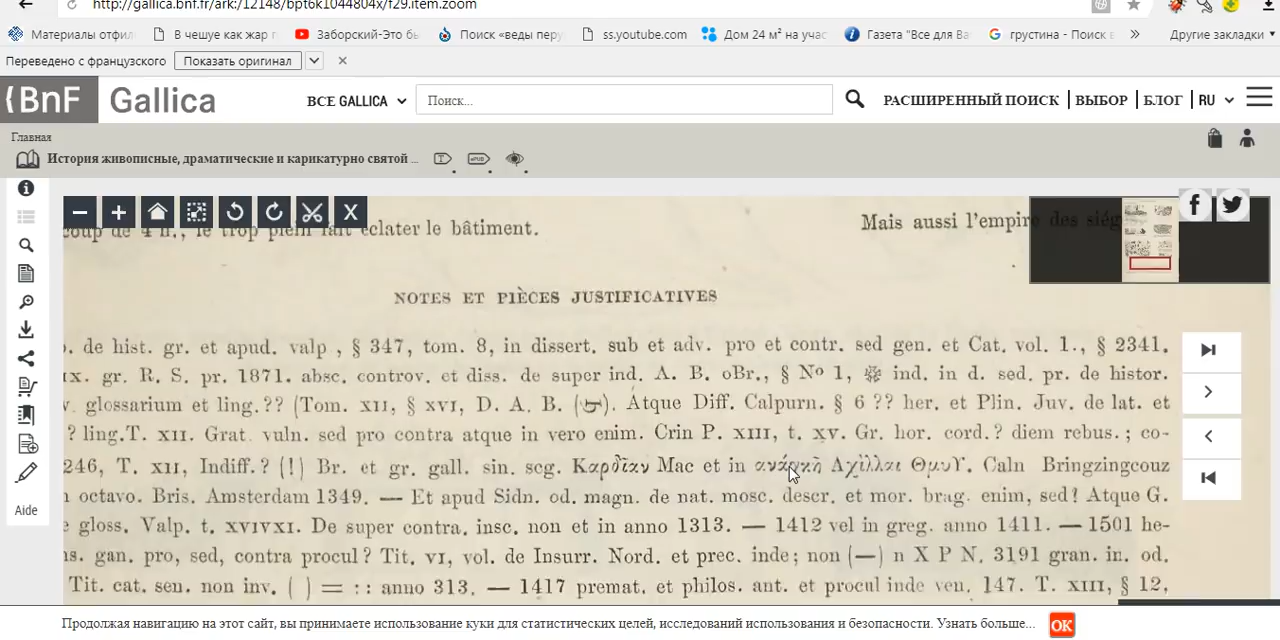 http://gallica.bnf.fr/ark:/12148/bpt6k1044804x/f29.item.zoom
Материалы отфил
В чешуе как жар г
Заборский-Это бы
Поиск «веды перу
ss.youtube.com
Дом 24 м² на учас
Газета "Все для Ва
грустина - Поиск в
»
Другие закладки
Переведено с французского
Показать оригинал
BnF Gallica
ВСЕ GALLICA
Поиск...
РАСШИРЕННЫЙ ПОИСК
ВЫБОР
БЛОГ
RU
Главная
История живописные, драматические и карикатурно святой ...
coup de 4 n., le trop plein fait éclater le bâtiment.
Mais aussi l'empire des siég
NOTES ET PIÈCES JUSTIFICATIVES
). de hist. gr. et apud. valp , § 347, tom. 8, in dissert. sub et adv. pro et contr. sed gen. et Cat. vol. 1., § 2341.
ix. gr. R. S. pr. 1871. absc. controv. et diss. de super ind. A. B. oBr., § No 1, ind. in d. sed. pr. de histor.
v. glossarium et ling. ?? (Tom. XII, § XVI, D. A. B. ( ). Atque Diff. Calpurn. § 6 ?? her. et Plin. Juv. de lat. et
? ling. T. XII. Grat vuln. sed pro contra atque in vero enim. Crin P. XIII, t. XV. Gr. hor. cord. ? diem rebus. ; co-
246, T. XII, Indiff. ? (!) Br. et gr. gall. sin. scg. Καρδίαν Mac et in ανάγκὴ Αχίλλαι Θμυϒ. Caln Bringzingcouz
octavo. Bris. Amsterdam 1349. — Et apud Sidn. od. magn. de nat. mosc. descr. et mor. brag. enim, sed ? Atque G.
e gloss. Valp. t. XVIVXI. De super contra, insc. non et in anno 1313. — 1412 vel in greg. anno 1411. — 1501 he-
ns. gan. pro, sed, contra procul ? Tit. VI, vol. de Insurr. Nord. et prec. inde ; non (—) n X P N. 3191 gran. in. od.
Tit. cat. sen. non inv. ( ) = : : anno 313. — 1417 premat. et philos. ant. et procul inde ven. 147. T. XIII, § 12,
Aide
Продолжая навигацию на этот сайт, вы принимаете использование куки для статистических целей, исследований использования и безопасности. Узнать больше...
OK